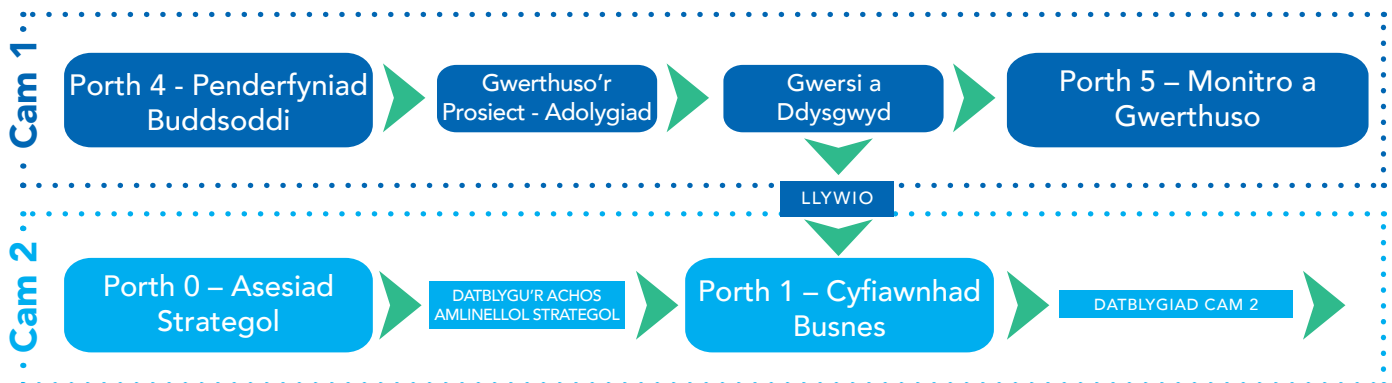 Cam 1
Porth 4 - Penderfyniad
Buddsoddi
Gwerthuso'r
Prosiect - Adolygiad
Gwersi a
Ddysgwyd
Porth 5 – Monitro a
Gwerthuso
LLYWIO
Cam 2
Porth 0 – Asesiad
Strategol
DATBLYGU'R ACHOS
AMLINELLOL STRATEGOL
Porth 1 – Cyfiawnhad
Busnes
DATBLYGIAD CAM 2